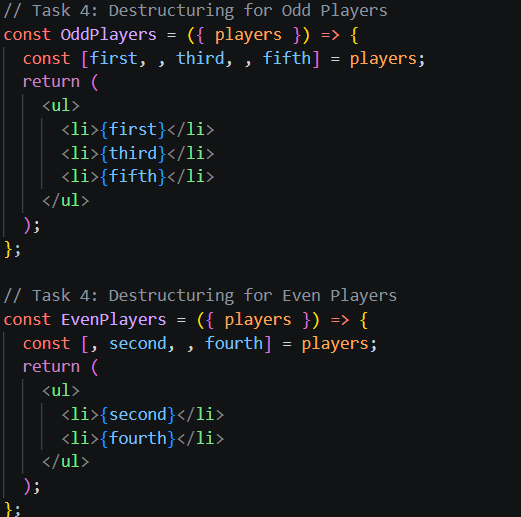 // Task 4: Destructuring for Odd Players
const OddPlayers = ({ players }) => {
  const [first, , third, , fifth] = players;
  return (
    <ul>
      <li>{first}</li>
      <li>{third}</li>
      <li>{fifth}</li>
    </ul>
  );
};

// Task 4: Destructuring for Even Players
const EvenPlayers = ({ players }) => {
  const [, second, , fourth] = players;
  return (
    <ul>
      <li>{second}</li>
      <li>{fourth}</li>
    </ul>
  );
};